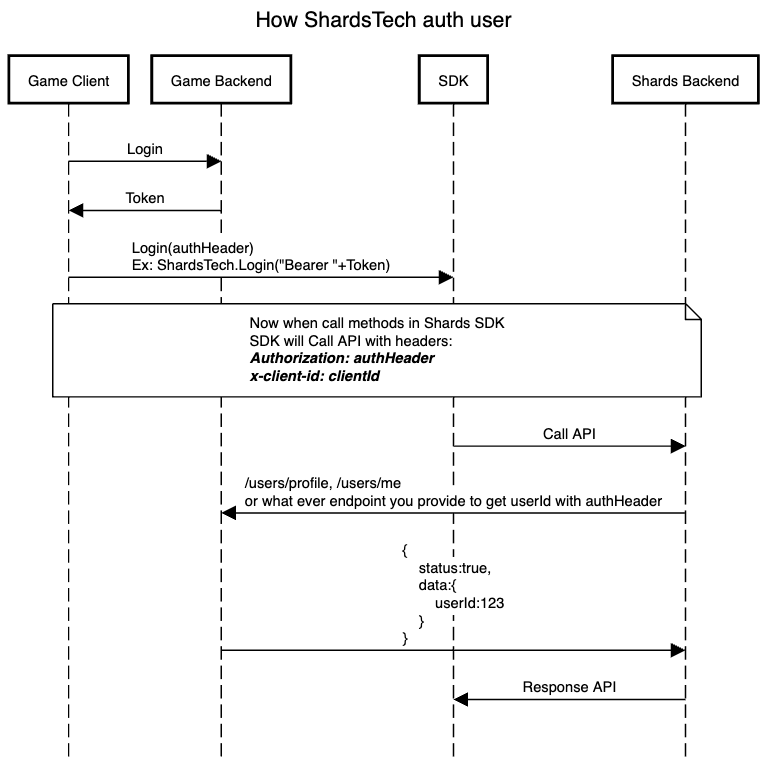 How ShardsTech auth user
Game Client
Game Backend
SDK
Shards Backend
Login
Token
Login(authHeader)
Ex: ShardsTech.Login("Bearer "+Token)
Now when call methods in Shards SDK
SDK will Call API with headers:
Authorization: authHeader
x-client-id: clientId
Call API
/users/profile, /users/me
or what ever endpoint you provide to get userId with authHeader
{
status:true,
data:{
userId:123
}
}
Response API